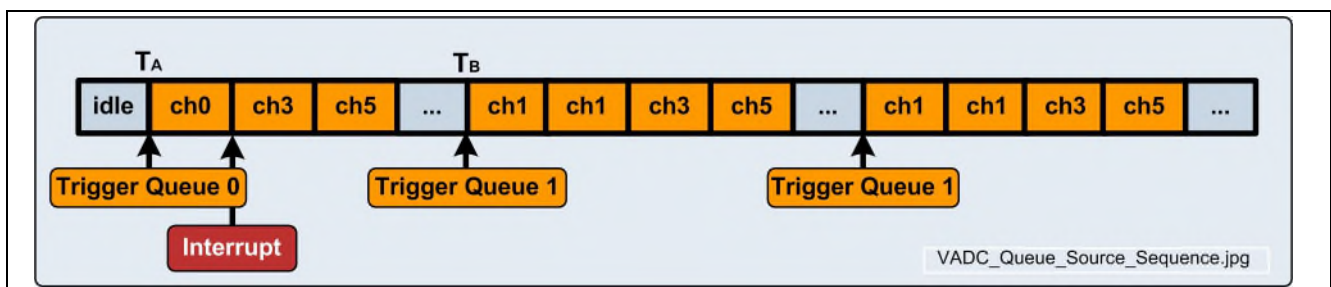 TA TB
idle ch0 ch3 ch5 ... ch1 ch1 ch3 ch5 ... ch1 ch1 ch3 ch5 ...
Trigger Queue 0 Trigger Queue 1 Trigger Queue 1
Interrupt
VADC_Queue_Source_Sequence.jpg